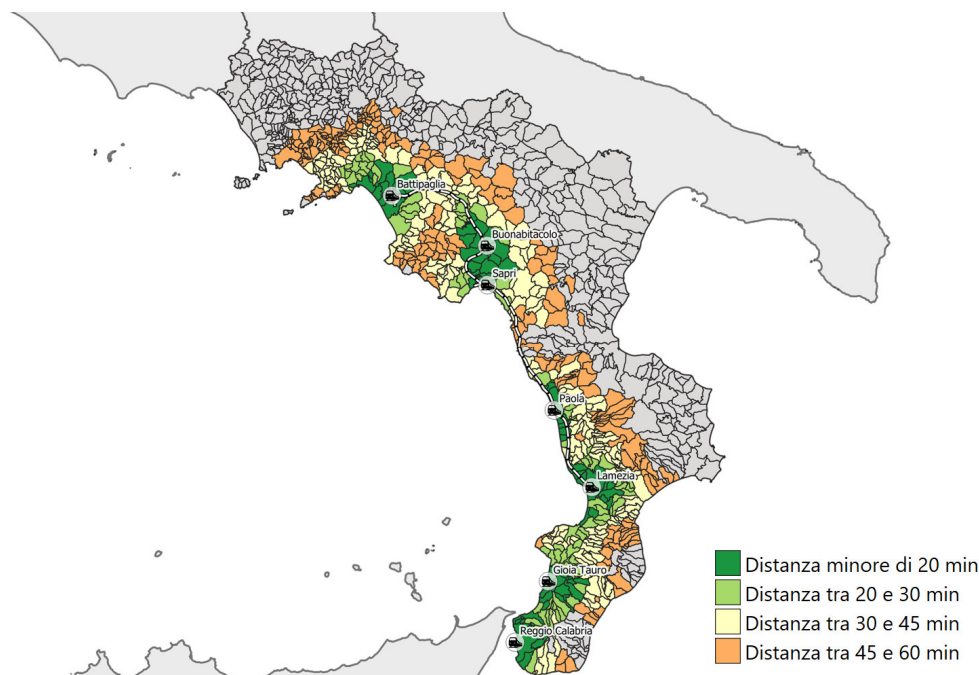 Battipaglia
Buonabitacolo
Sapri
Paola
Lamezia
Gioia Tauro
Reggio Calabria
Distanza minore di 20 min
Distanza tra 20 e 30 min
Distanza tra 30 e 45 min
Distanza tra 45 e 60 min